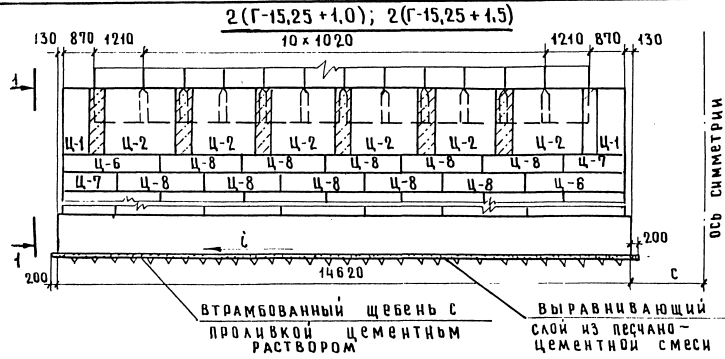 2(Г-15,25+1,0); 2(Г-15,25+1,5)
130 870 1210 10×1020 1210 870 130
1
Ц-1 Ц-2 Ц-2 Ц-2 Ц-2 Ц-2 Ц-2 Ц-1
Ц-6 Ц-8 Ц-8 Ц-8 Ц-8 Ц-8 Ц-7
Ц-7 Ц-8 Ц-8 Ц-8 Ц-8 Ц-8 Ц-6
ось симметрии
i
1
200
200 14620 С
ВТРАМБОВАННЫЙ ЩЕБЕНЬ С
ПРОЛИВКОЙ ЦЕМЕНТНЫМ
РАСТВОРОМ
ВЫРАВНИВАЮЩИЙ
СЛОЙ ИЗ ПЕСЧАНО-
ЦЕМЕНТНОЙ СМЕСИ